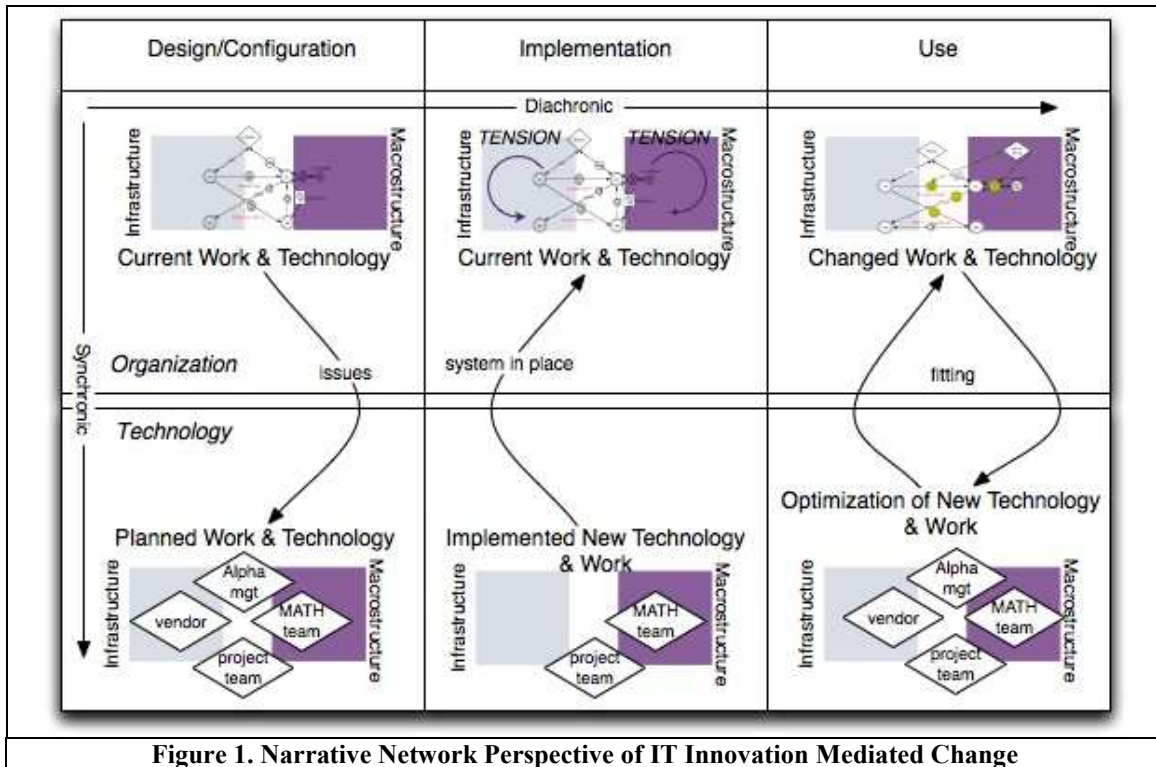 Design/Configuration
Implementation
Use
Diachronic
Synchronic
Infrastructure
Macrostructure
Current Work & Technology
Infrastructure
TENSION
TENSION
Macrostructure
Current Work & Technology
Infrastructure
Macrostructure
Changed Work & Technology
Organization
issues
system in place
fitting
Technology
Planned Work & Technology
Infrastructure
Alpha
mgt
vendor
MATH
team
project
team
Macrostructure
Implemented New Technology
& Work
Infrastructure
MATH
team
project
team
Macrostructure
Optimization of New Technology
& Work
Infrastructure
Alpha
mgt
vendor
MATH
team
project
team
Macrostructure
Figure 1. Narrative Network Perspective of IT Innovation Mediated Change